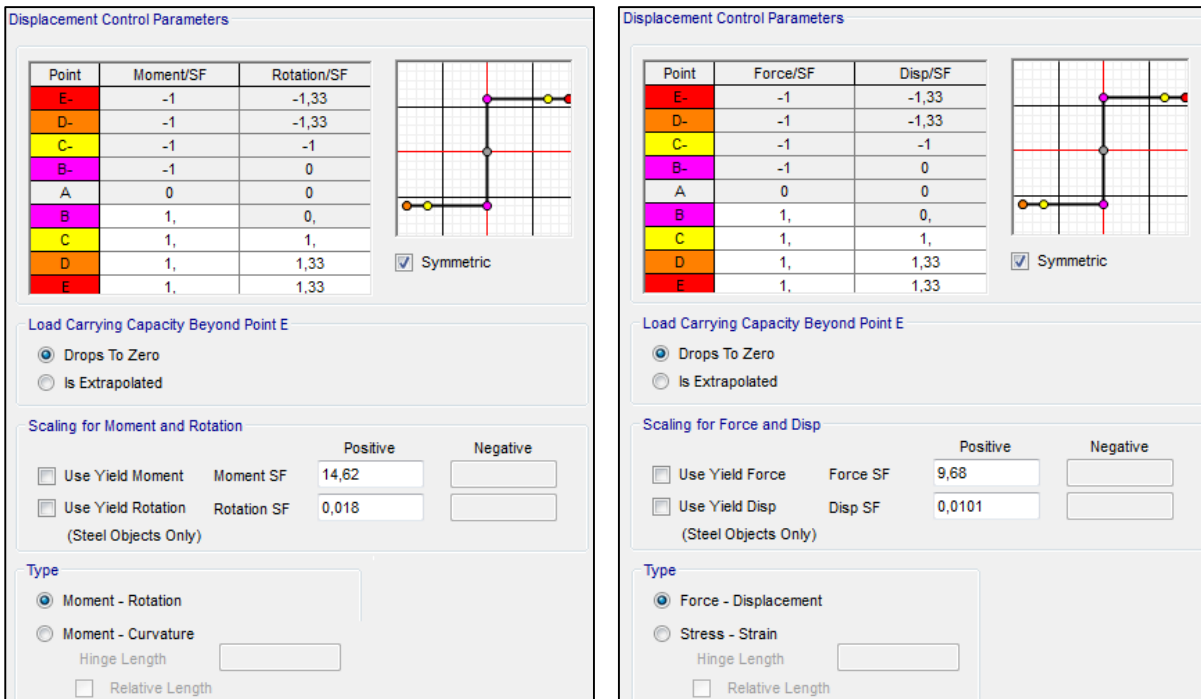 Displacement Control Parameters
Point Moment/SF Rotation/SF
E- -1 -1,33
D- -1 -1,33
C- -1 -1
B- -1 0
A 0 0
B 1, 0,
C 1, 1,
D 1, 1,33
E 1, 1,33
Symmetric
Load Carrying Capacity Beyond Point E
Drops To Zero
Is Extrapolated
Scaling for Moment and Rotation
Positive Negative
Use Yield Moment Moment SF 14,62
Use Yield Rotation Rotation SF 0,018
(Steel Objects Only)
Type
Moment - Rotation
Moment - Curvature
Hinge Length
Relative Length
Displacement Control Parameters
Point Force/SF Disp/SF
E- -1 -1,33
D- -1 -1,33
C- -1 -1
B- -1 0
A 0 0
B 1, 0,
C 1, 1,
D 1, 1,33
E 1, 1,33
Symmetric
Load Carrying Capacity Beyond Point E
Drops To Zero
Is Extrapolated
Scaling for Force and Disp
Positive Negative
Use Yield Force Force SF 9,68
Use Yield Disp Disp SF 0,0101
(Steel Objects Only)
Type
Force - Displacement
Stress - Strain
Hinge Length
Relative Length